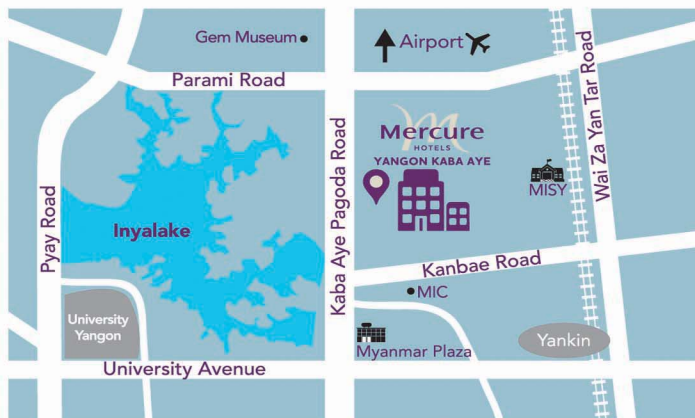 Gem Museum
Airport
Parami Road
Mercure
HOTELS
YANGON KABA AYE
MISY
Wai Za Yan Tar Road
Kaba Aye Pagoda Road
Pyay Road
Inyalake
Kanbae Road
MIC
University
Yangon
Myanmar Plaza
Yankin
University Avenue